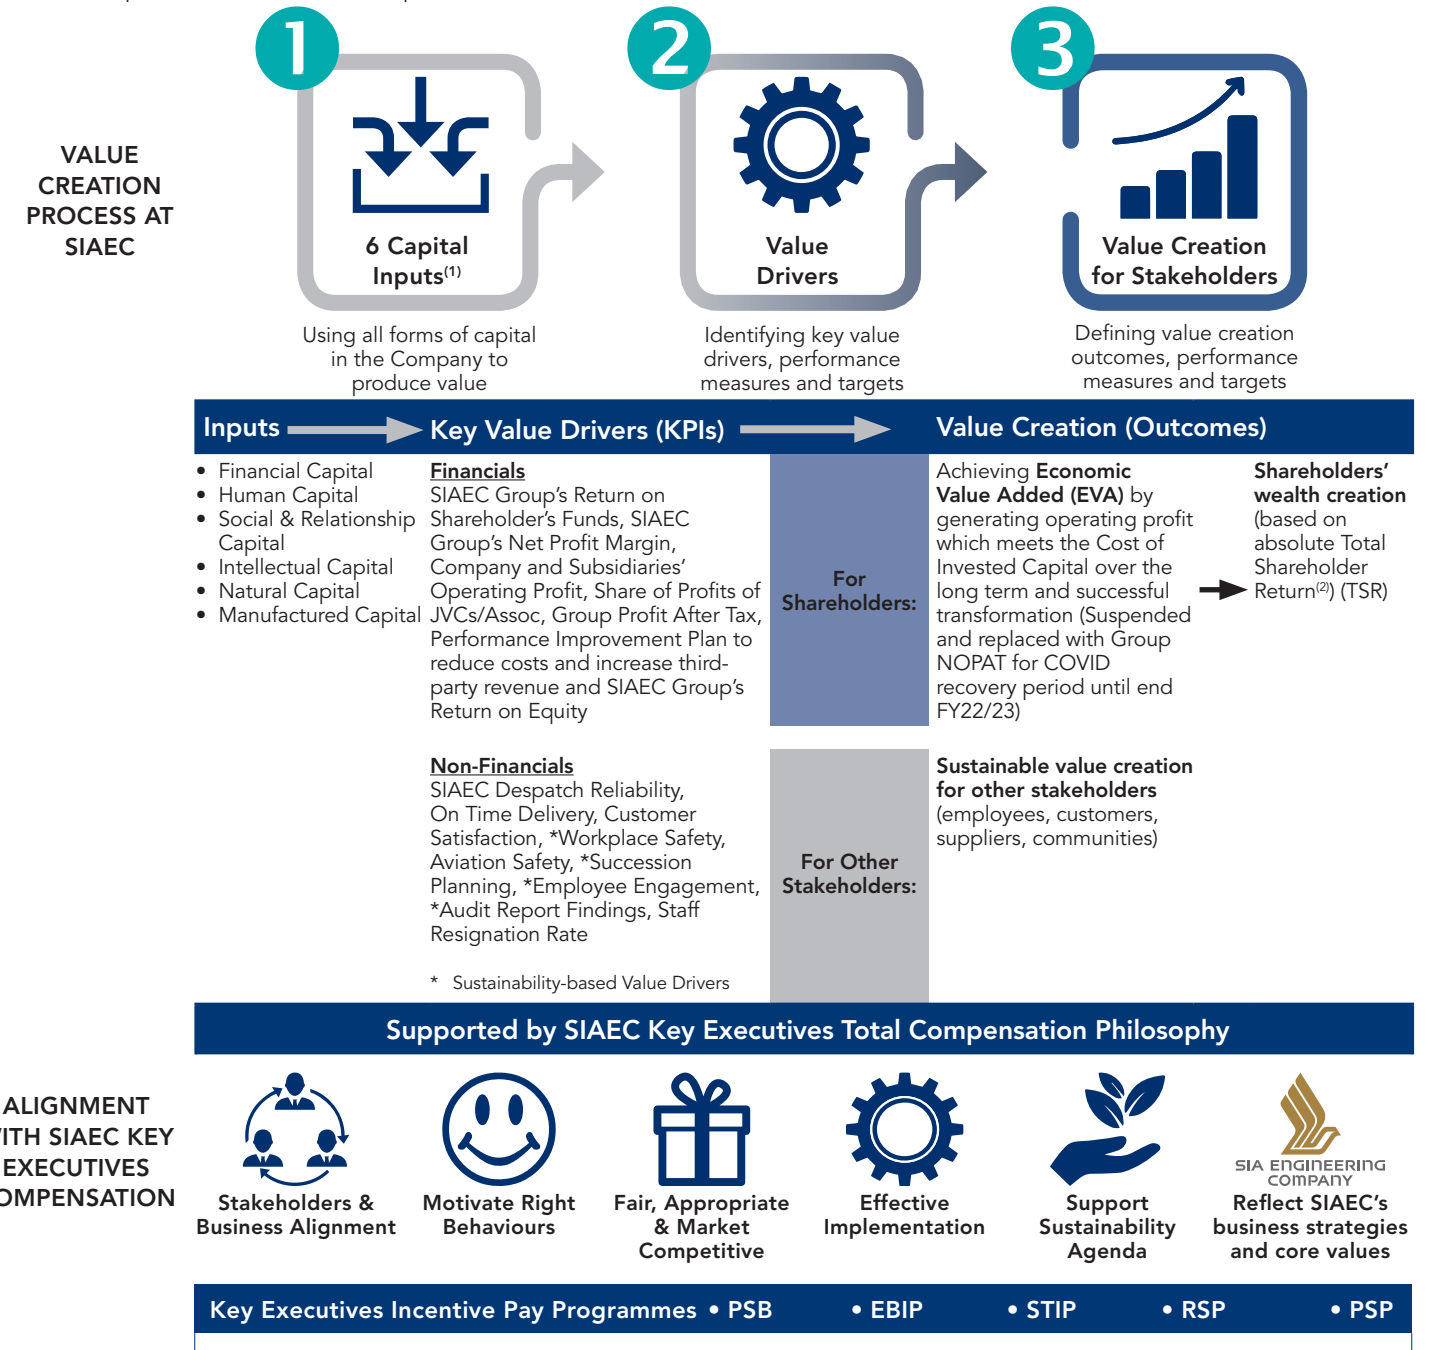 1
2
3
VALUE
CREATION
PROCESS AT
SIAEC
6 Capital
Inputs(1)
Value
Drivers
Value Creation
for Stakeholders
Using all forms of capital
in the Company to
produce value
Identifying key value
drivers, performance
measures and targets
Defining value creation
outcomes, performance
measures and targets
Inputs
Key Value Drivers (KPIs)
Value Creation (Outcomes)
• Financial Capital
• Human Capital
• Social & Relationship
Capital
• Intellectual Capital
• Natural Capital
• Manufactured Capital
Financials
SIAEC Group’s Return on
Shareholder’s Funds, SIAEC
Group’s Net Profit Margin,
Company and Subsidiaries’
Operating Profit, Share of Profits of
JVCs/Assoc, Group Profit After Tax,
Performance Improvement Plan to
reduce costs and increase third-
party revenue and SIAEC Group’s
Return on Equity
For
Shareholders:
Achieving Economic
Value Added (EVA) by
generating operating profit
which meets the Cost of
Invested Capital over the
long term and successful
transformation (Suspended
and replaced with Group
NOPAT for COVID
recovery period until end
FY22/23)
Shareholders’
wealth creation
(based on
absolute Total
Shareholder
Return(2)) (TSR)
Non-Financials
SIAEC Despatch Reliability,
On Time Delivery, Customer
Satisfaction, *Workplace Safety,
Aviation Safety, *Succession
Planning, *Employee Engagement,
*Audit Report Findings, Staff
Resignation Rate
* Sustainability-based Value Drivers
For Other
Stakeholders:
Sustainable value creation
for other stakeholders
(employees, customers,
suppliers, communities)
Supported by SIAEC Key Executives Total Compensation Philosophy
ALIGNMENT
WITH SIAEC KEY
EXECUTIVES
COMPENSATION
Stakeholders &
Business Alignment
Motivate Right
Behaviours
Fair, Appropriate
& Market
Competitive
Effective
Implementation
Support
Sustainability
Agenda
SIA ENGINEERING
COMPANY
Reflect SIAEC’s
business strategies
and core values
Key Executives Incentive Pay Programmes • PSB • EBIP • STIP • RSP • PSP